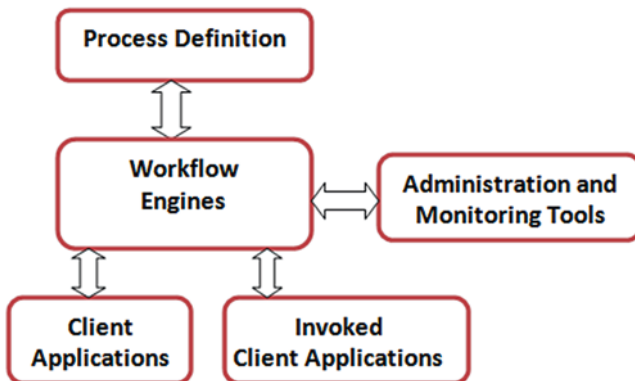 Process Definition
Workflow
Engines
Administration and
Monitoring Tools
Client
Applications
Invoked
Client Applications